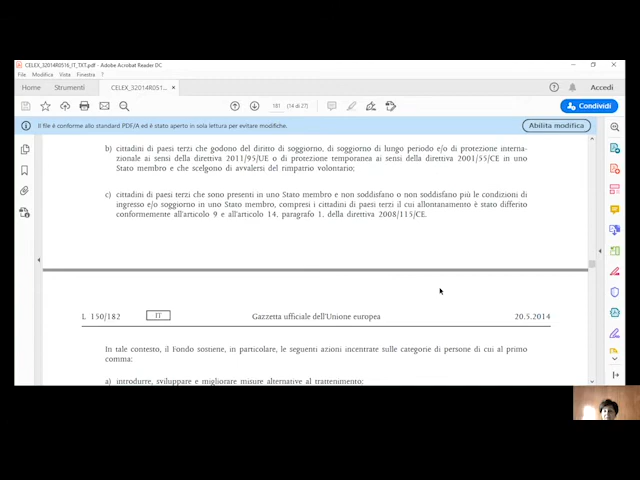 CELEX_32014R0516_IT_TXT.pdf - Adobe Acrobat Reader DC
File Modifica Vista Finestra ?
Home Strumenti CELEX_32014R051... × Accedi
181 (14 di 27) Condividi
Il file è conforme allo standard PDF/A ed è stato aperto in sola lettura per evitare modifiche. Abilita modifica
b) cittadini di paesi terzi che godono del diritto di soggiorno, di soggiorno di lungo periodo e/o di protezione interna-
zionale ai sensi della direttiva 2011/95/UE o di protezione temporanea ai sensi della direttiva 2001/55/CE in uno
Stato membro e che scelgono di avvalersi del rimpatrio volontario;
c) cittadini di paesi terzi che sono presenti in uno Stato membro e non soddisfano o non soddisfano più le condizioni di
ingresso e/o soggiorno in uno Stato membro, compresi i cittadini di paesi terzi il cui allontanamento è stato differito
conformemente all'articolo 9 e all'articolo 14, paragrafo 1, della direttiva 2008/115/CE.
L 150/182 IT Gazzetta ufficiale dell'Unione europea 20.5.2014
In tale contesto, il Fondo sostiene, in particolare, le seguenti azioni incentrate sulle categorie di persone di cui al primo
comma:
a) introdurre, sviluppare e migliorare misure alternative al trattenimento;